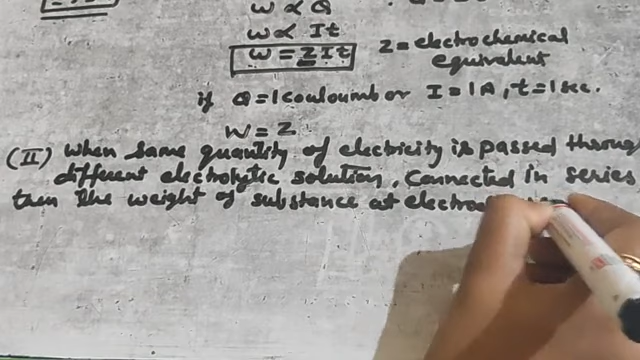 W ∝ Q
W ∝ It
W = ZIt Z = electrochemical
equivalent
if Q = 1 couloumb or I = 1A, t = 1 sec.
W = Z
(II) When same quantity of electricity is passed through
different electrolytic solution, Connected in series
then the weight of substance at